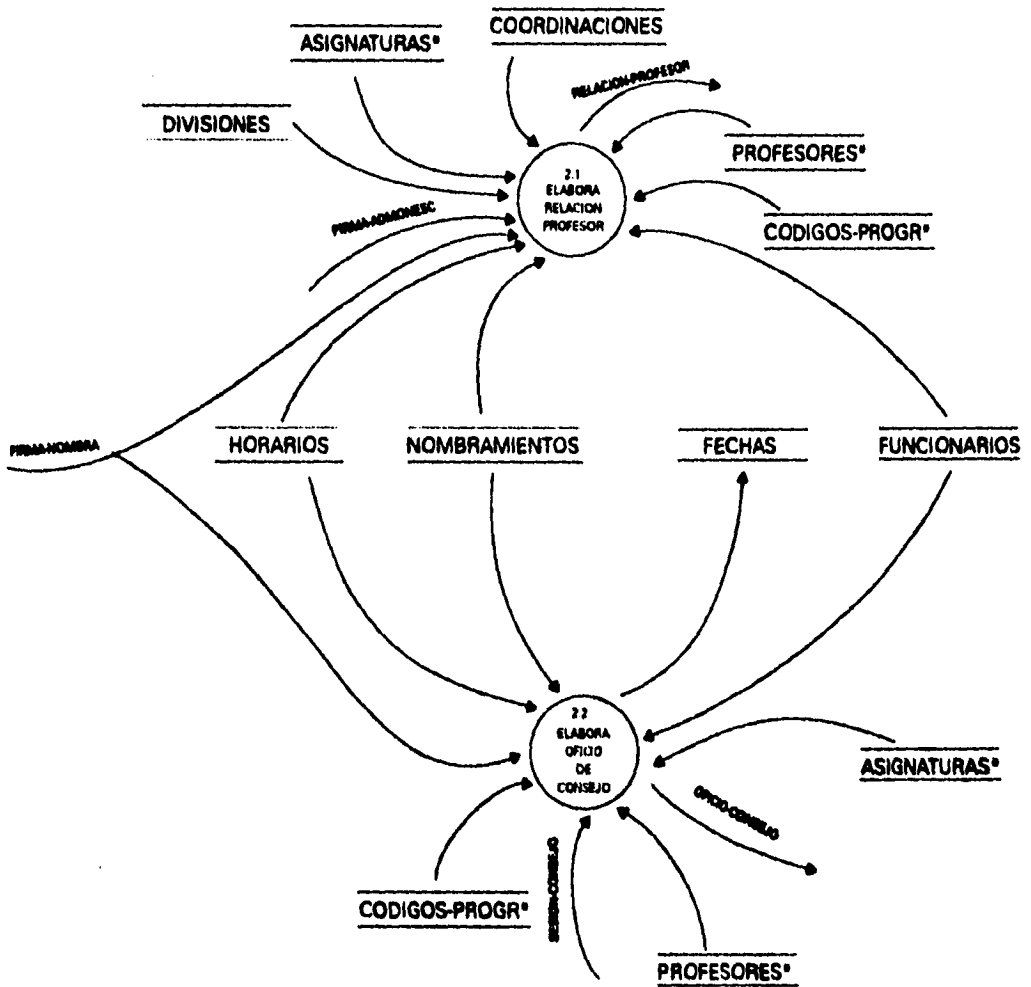 COORDINACIONES
ASIGNATURAS*
RELACION-PROFESOR
DIVISIONES
PROFESORES*
2.1
ELABORA
RELACION
PROFESOR
FIRMA-ADMONESC
CODIGOS-PROGR*
FIRMA-NOMBRA
HORARIOS
NOMBRAMIENTOS
FECHAS
FUNCIONARIOS
2.2
ELABORA
OFICIO
DE
CONSEJO
ASIGNATURAS*
OFICIO-CONSEJO
SESION-CONSEJO
CODIGOS-PROGR*
PROFESORES*